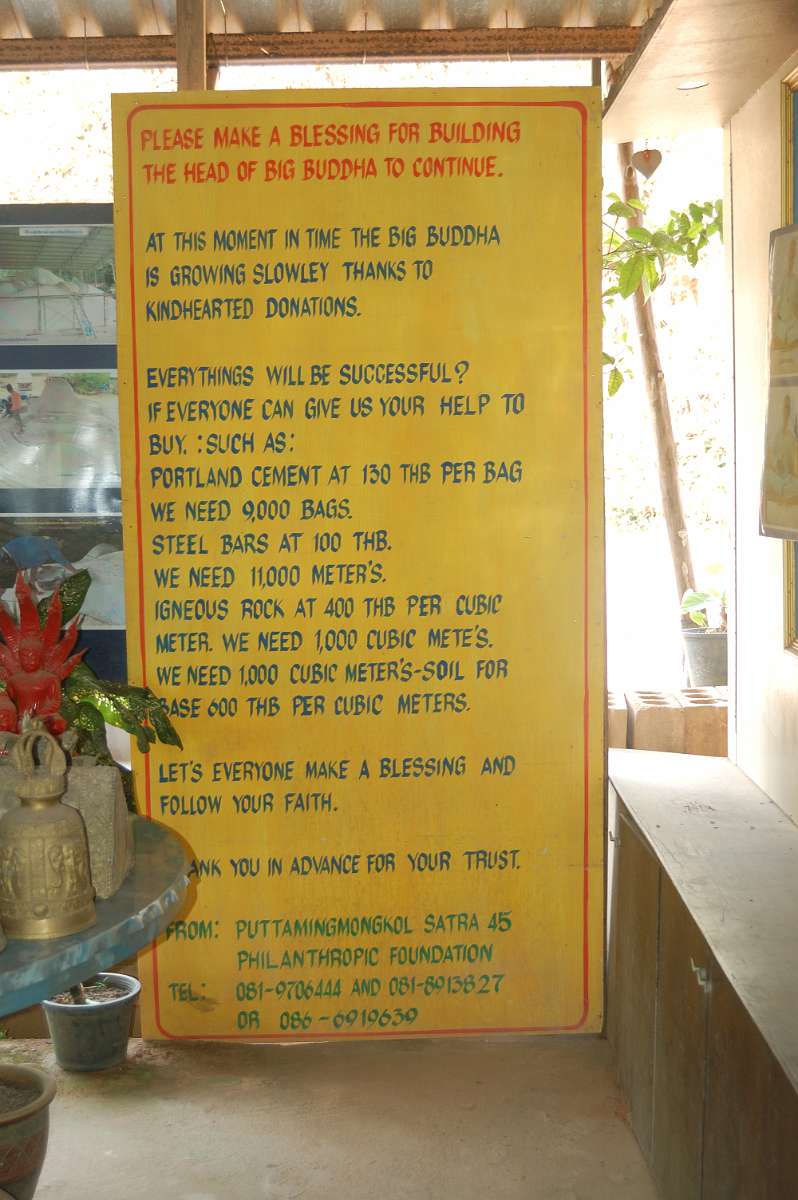 PLEASE MAKE A BLESSING FOR BUILDING
THE HEAD OF BIG BUDDHA TO CONTINUE.
AT THIS MOMENT IN TIME THE BIG BUDDHA
IS GROWING SLOWLEY THANKS TO
KINDHEARTED DONATIONS.
EVERYTHINGS WILL BE SUCCESSFUL?
IF EVERYONE CAN GIVE US YOUR HELP TO
BUY. :SUCH AS:
PORTLAND CEMENT AT 130 THB PER BAG
WE NEED 9,000 BAGS.
STEEL BARS AT 100 THB.
WE NEED 11,000 METER'S.
IGNEOUS ROCK AT 400 THB PER CUBIC
METER. WE NEED 1,000 CUBIC METE'S.
WE NEED 1,000 CUBIC METER'S-SOIL FOR
BASE 600 THB PER CUBIC METERS.
LET'S EVERYONE MAKE A BLESSING AND
FOLLOW YOUR FAITH.
ANK YOU IN ADVANCE FOR YOUR TRUST.
FROM: PUTTAMINGMONGKOL SATRA 45
PHILANTHROPIC FOUNDATION
TEL: 081-9706444 AND 081-8913827
OR 086-6919639